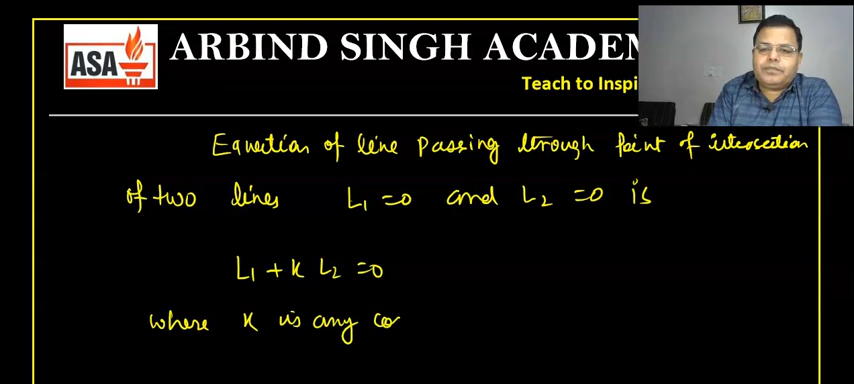 ASA
ARBIND SINGH ACADEM
Teach to Inspi
Equation of line passing through point of intersection
of two lines L₁ =0 and L₂ =0 is
L₁ + K L₂ =0
where K is any co